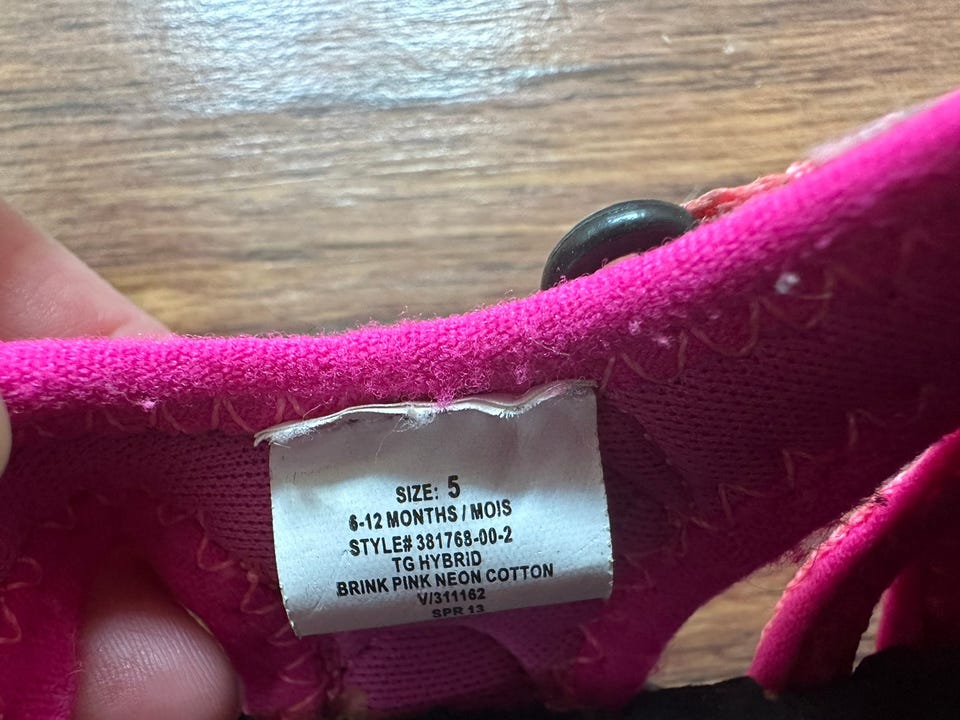 SIZE: 5
6-12 MONTHS / MOIS
STYLE# 381768-00-2
TG HYBRID
BRINK PINK NEON COTTON
V/311162
SPR 13